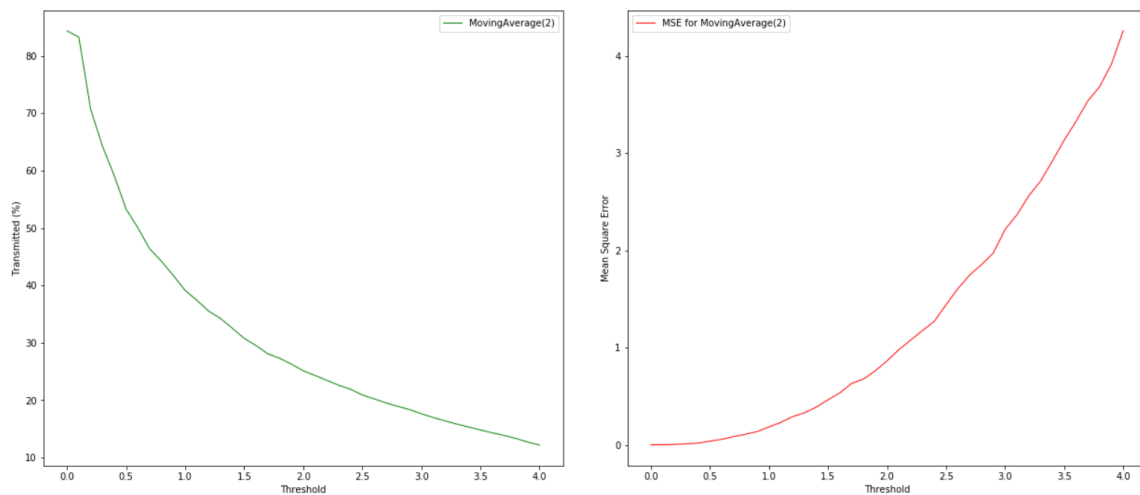 MovingAverage(2)
Transmitted (%)
80
70
60
50
40
30
20
10
0.0 0.5 1.0 1.5 2.0 2.5 3.0 3.5 4.0
Threshold
MSE for MovingAverage(2)
Mean Square Error
4
3
2
1
0
0.0 0.5 1.0 1.5 2.0 2.5 3.0 3.5 4.0
Threshold